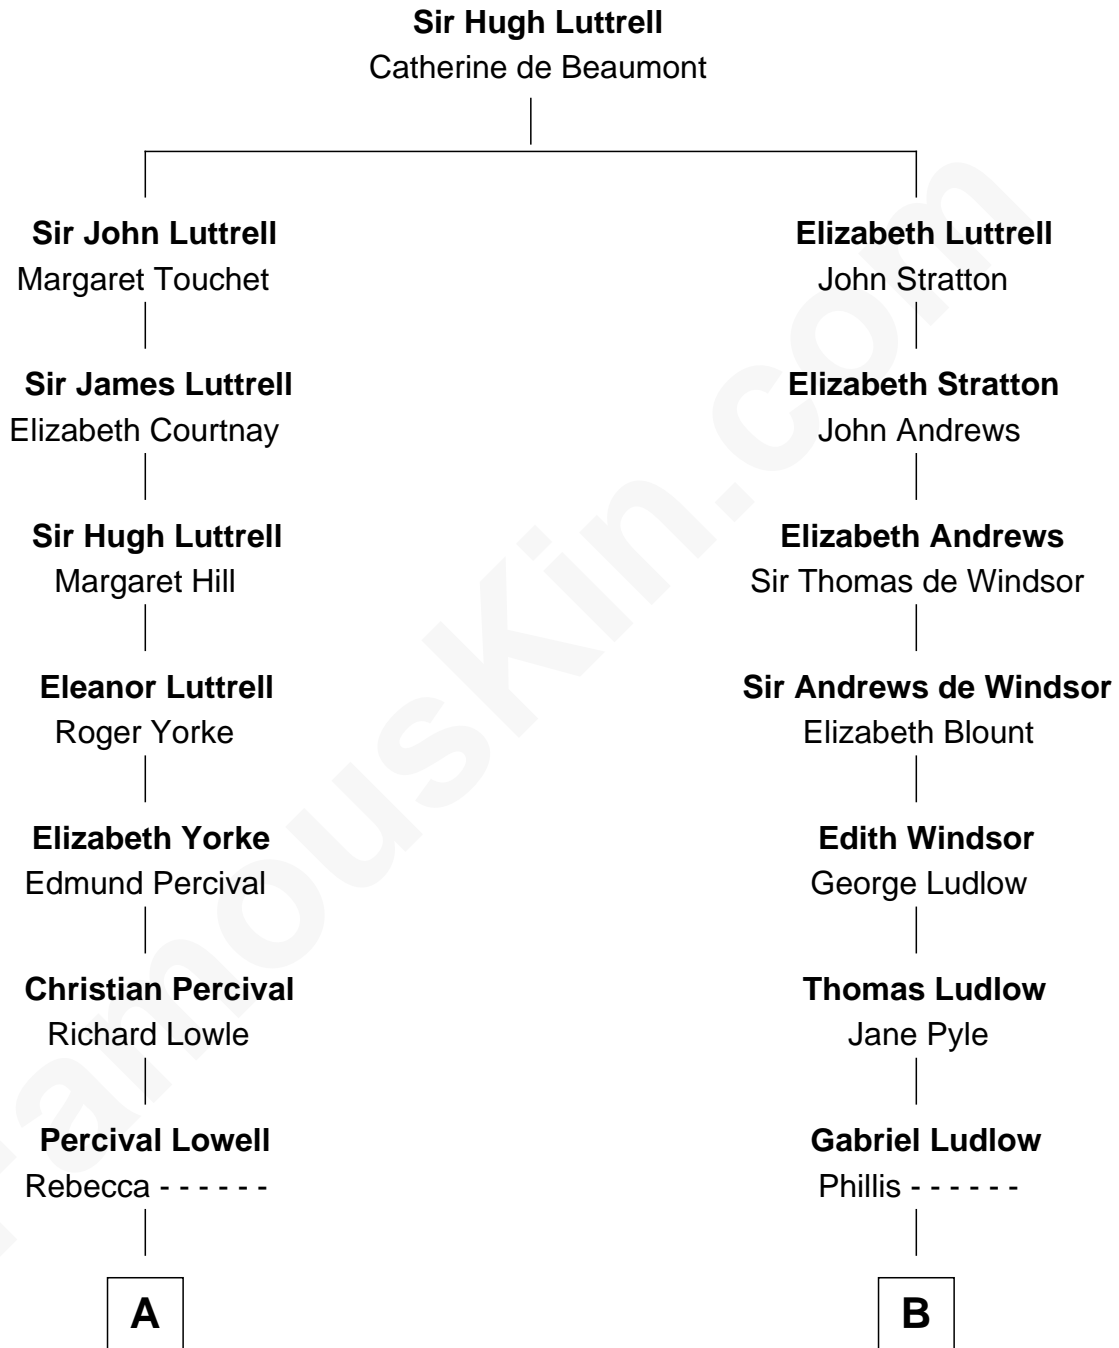 Sir Hugh Luttrell
Catherine de Beaumont
Sir John Luttrell
Margaret Touchet
Elizabeth Luttrell
John Stratton
Sir James Luttrell
Elizabeth Courtnay
Elizabeth Stratton
John Andrews
Sir Hugh Luttrell
Margaret Hill
Elizabeth Andrews
Sir Thomas de Windsor
Eleanor Luttrell
Roger Yorke
Sir Andrews de Windsor
Elizabeth Blount
Elizabeth Yorke
Edmund Percival
Edith Windsor
George Ludlow
Christian Percival
Richard Lowle
Thomas Ludlow
Jane Pyle
Percival Lowell
Rebecca - - - - - -
Gabriel Ludlow
Phillis - - - - - -
A
B
FamousKin.com